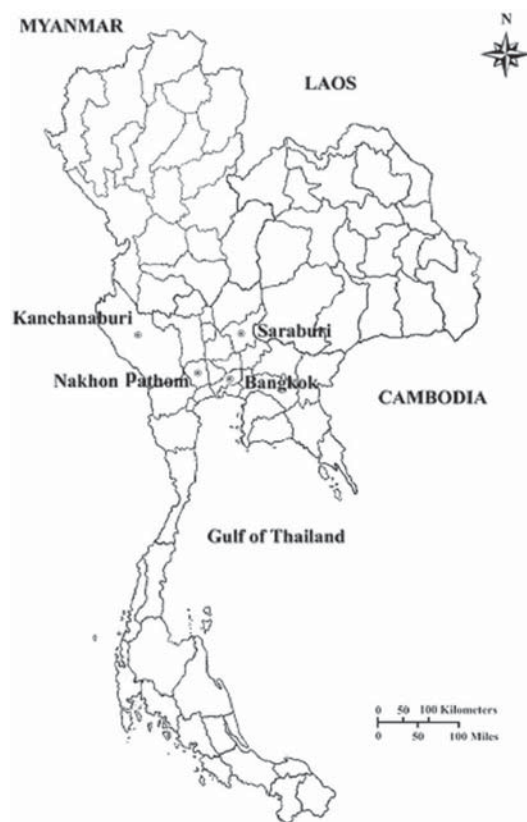 MYANMAR
N
LAOS
Kanchanaburi
Saraburi
Nakhon Pathom
Bangkok
CAMBODIA
Gulf of Thailand
0 50 100 Kilometers
0 50 100 Miles